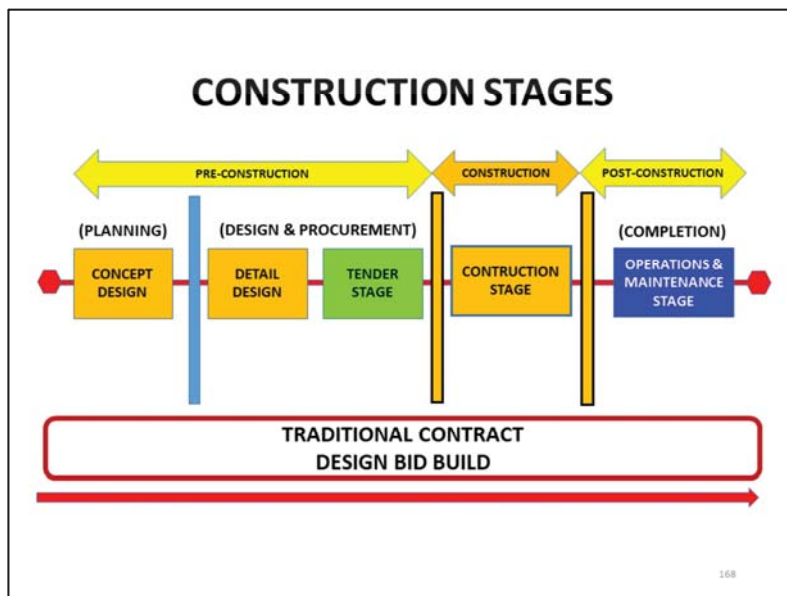 CONSTRUCTION STAGES
PRE-CONSTRUCTION
CONSTRUCTION
POST-CONSTRUCTION
(PLANNING)
(DESIGN & PROCUREMENT)
(COMPLETION)
CONCEPT
DESIGN
DETAIL
DESIGN
TENDER
STAGE
CONTRUCTION
STAGE
OPERATIONS &
MAINTENANCE
STAGE
TRADITIONAL CONTRACT
DESIGN BID BUILD
168